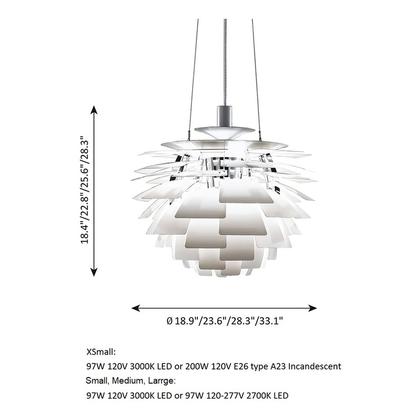 18.4"/22.8"/25.6"/28.3"
Ø 18.9"/23.6"/28.3"/33.1"
XSmall:
97W 120V 3000K LED or 200W 120V E26 type A23 Incandescent
Small, Medium, Larrge:
97W 120V 3000K LED or 97W 120-277V 2700K LED